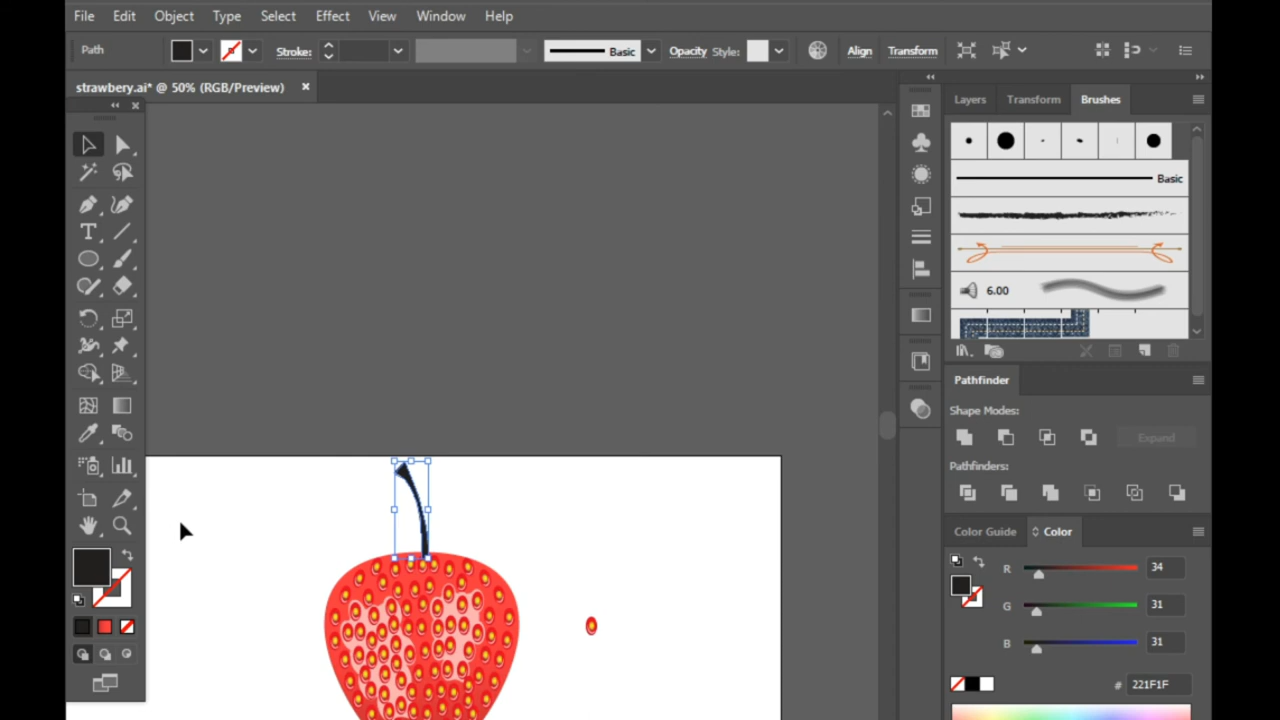 File Edit Object Type Select Effect View Window Help
Path Stroke: Basic Opacity Style: Align Transform
strawbery.ai* @ 50% (RGB/Preview) ×
Layers Transform Brushes
Basic
6.00
Pathfinder
Shape Modes:
Expand
Pathfinders:
Color Guide Color
R 34
G 31
B 31
# 221F1F